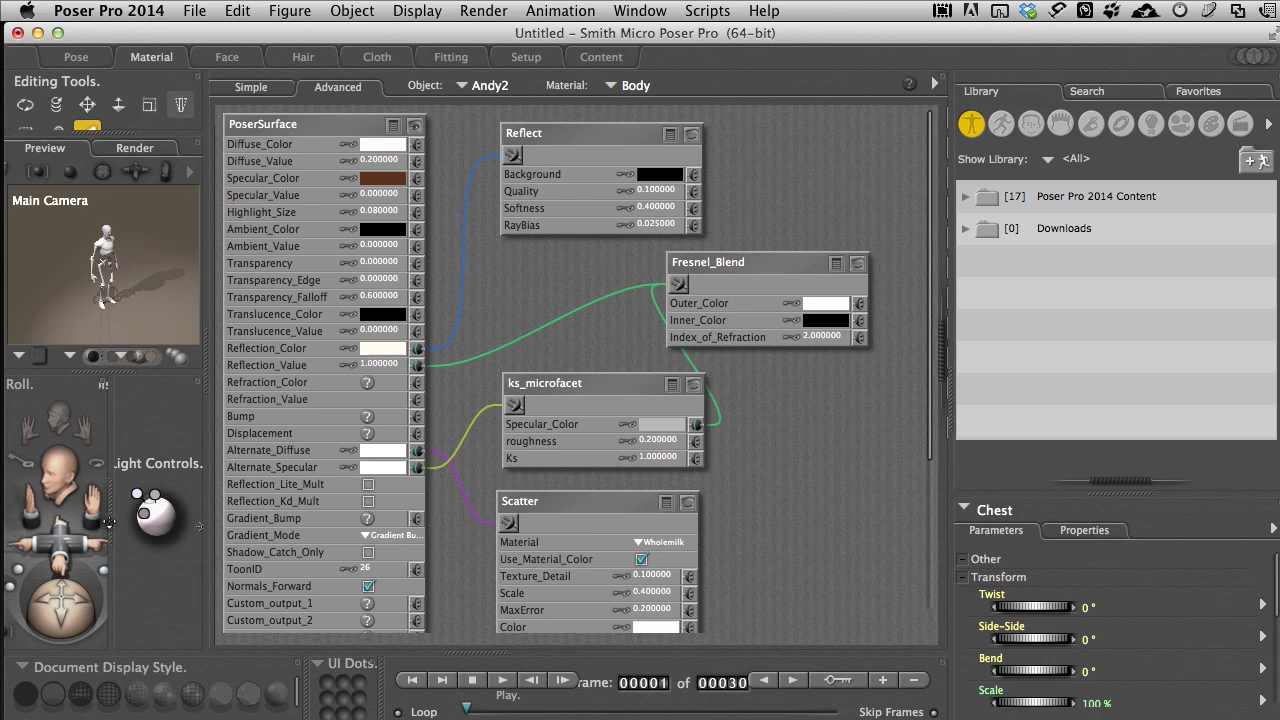 Poser Pro 2014 File Edit Figure Object Display Render Animation Window Scripts Help
Untitled - Smith Micro Poser Pro (64-bit)
Pose Material Face Hair Cloth Fitting Setup Content
Editing Tools.
Simple Advanced Object: Andy2 Material: Body ?
Library Search Favorites
Show Library: <All>
[17] Poser Pro 2014 Content
[0] Downloads
Preview Render
Main Camera
PoserSurface
Diffuse_Color
Diffuse_Value 0.200000
Specular_Color
Specular_Value 0.000000
Highlight_Size 0.080000
Ambient_Color
Ambient_Value 0.000000
Transparency 0.000000
Transparency_Edge 0.000000
Transparency_Falloff 0.600000
Translucence_Color
Translucence_Value 0.000000
Reflection_Color
Reflection_Value 1.000000
Refraction_Color ?
Refraction_Value
Bump ?
Displacement ?
Alternate_Diffuse
Alternate_Specular
Reflection_Lite_Mult
Reflection_Kd_Mult
Gradient_Bump ?
Gradient_Mode Gradient Bu...
Shadow_Catch_Only
ToonID 26
Normals_Forward
Custom_output_1 ?
Custom_output_2 ?
Reflect
Background
Quality 0.100000
Softness 0.400000
RayBias 0.025000
Fresnel_Blend
Outer_Color
Inner_Color
Index_of_Refraction 2.000000
ks_microfacet
Specular_Color
roughness 0.200000
Ks 1.000000
Scatter
Material Wholemilk
Use_Material_Color
Texture_Detail 0.100000
Scale 0.400000
MaxError 0.200000
Color
Roll.
Light Controls.
Chest
Parameters Properties
Other
Transform
Twist
0 °
Side-Side
0 °
Bend
0 °
Scale
100 %
Document Display Style.
UI Dots.
rame: 00001 of 00030
Play.
Loop
Skip Frames